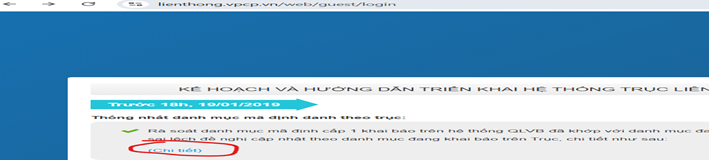 lienthong.vpcp.vn/web/guest/login
KẾ HOẠCH VÀ HƯỚNG DẪN TRIỂN KHAI HỆ THỐNG TRỤC LIÊN
Trước 18h, 19/01/2019
Thống nhất danh mục mã định danh theo trục:
Rà soát danh mục mã định cấp 1 khai báo trên hệ thống QLVB đã khớp với danh mục
sai lệch đề nghị cập nhật theo danh mục đang khai báo trên Trục, chi tiết như sau:
(Chi tiết)